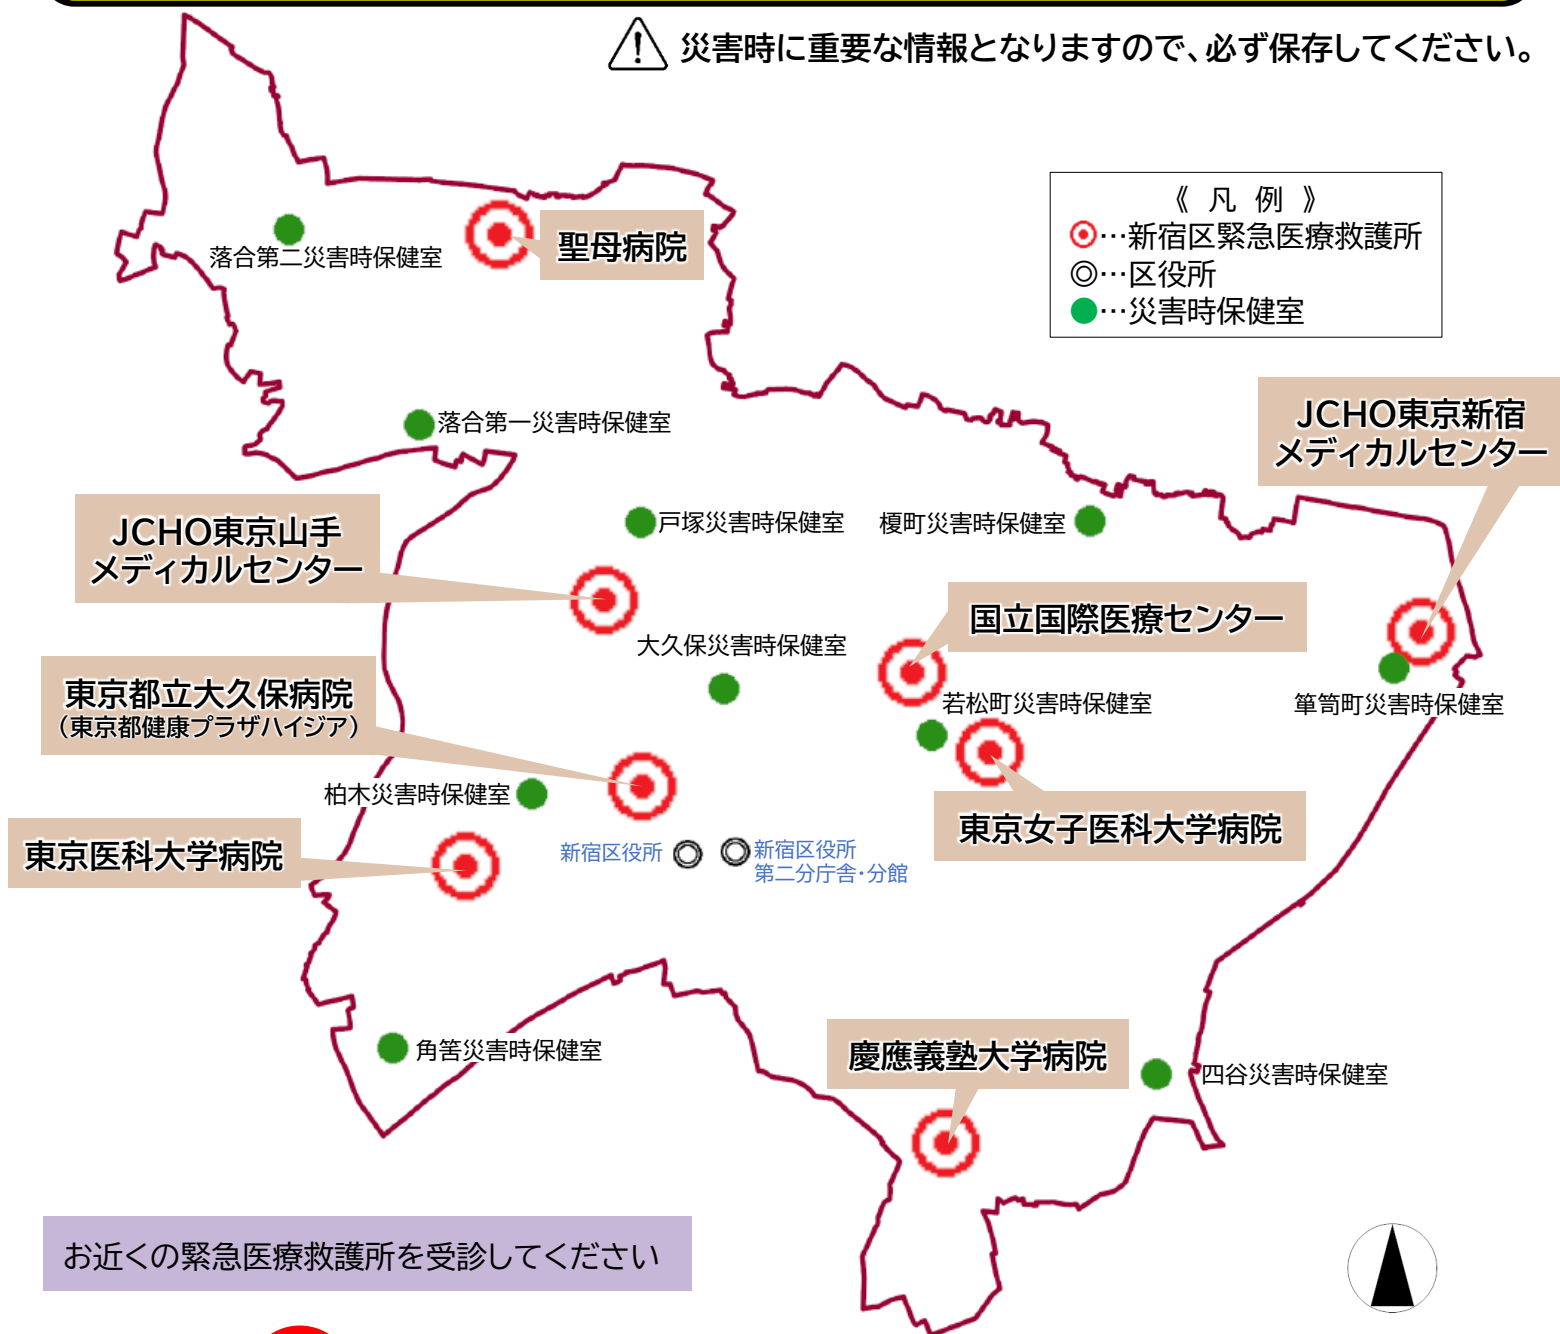 災害時に重要な情報となりますので、必ず保存してください。
《 凡 例 》
…新宿区緊急医療救護所
◎…区役所
●…災害時保健室
落合第二災害時保健室
聖母病院
落合第一災害時保健室
JCHO東京新宿
メディカルセンター
JCHO東京山手
メディカルセンター
戸塚災害時保健室
榎町災害時保健室
国立国際医療センター
大久保災害時保健室
東京都立大久保病院
（東京都健康プラザハイジア）
若松町災害時保健室
箪笥町災害時保健室
柏木災害時保健室
東京女子医科大学病院
東京医科大学病院
新宿区役所
新宿区役所
第二分庁舎・分館
角筈災害時保健室
慶應義塾大学病院
四谷災害時保健室
お近くの緊急医療救護所を受診してください